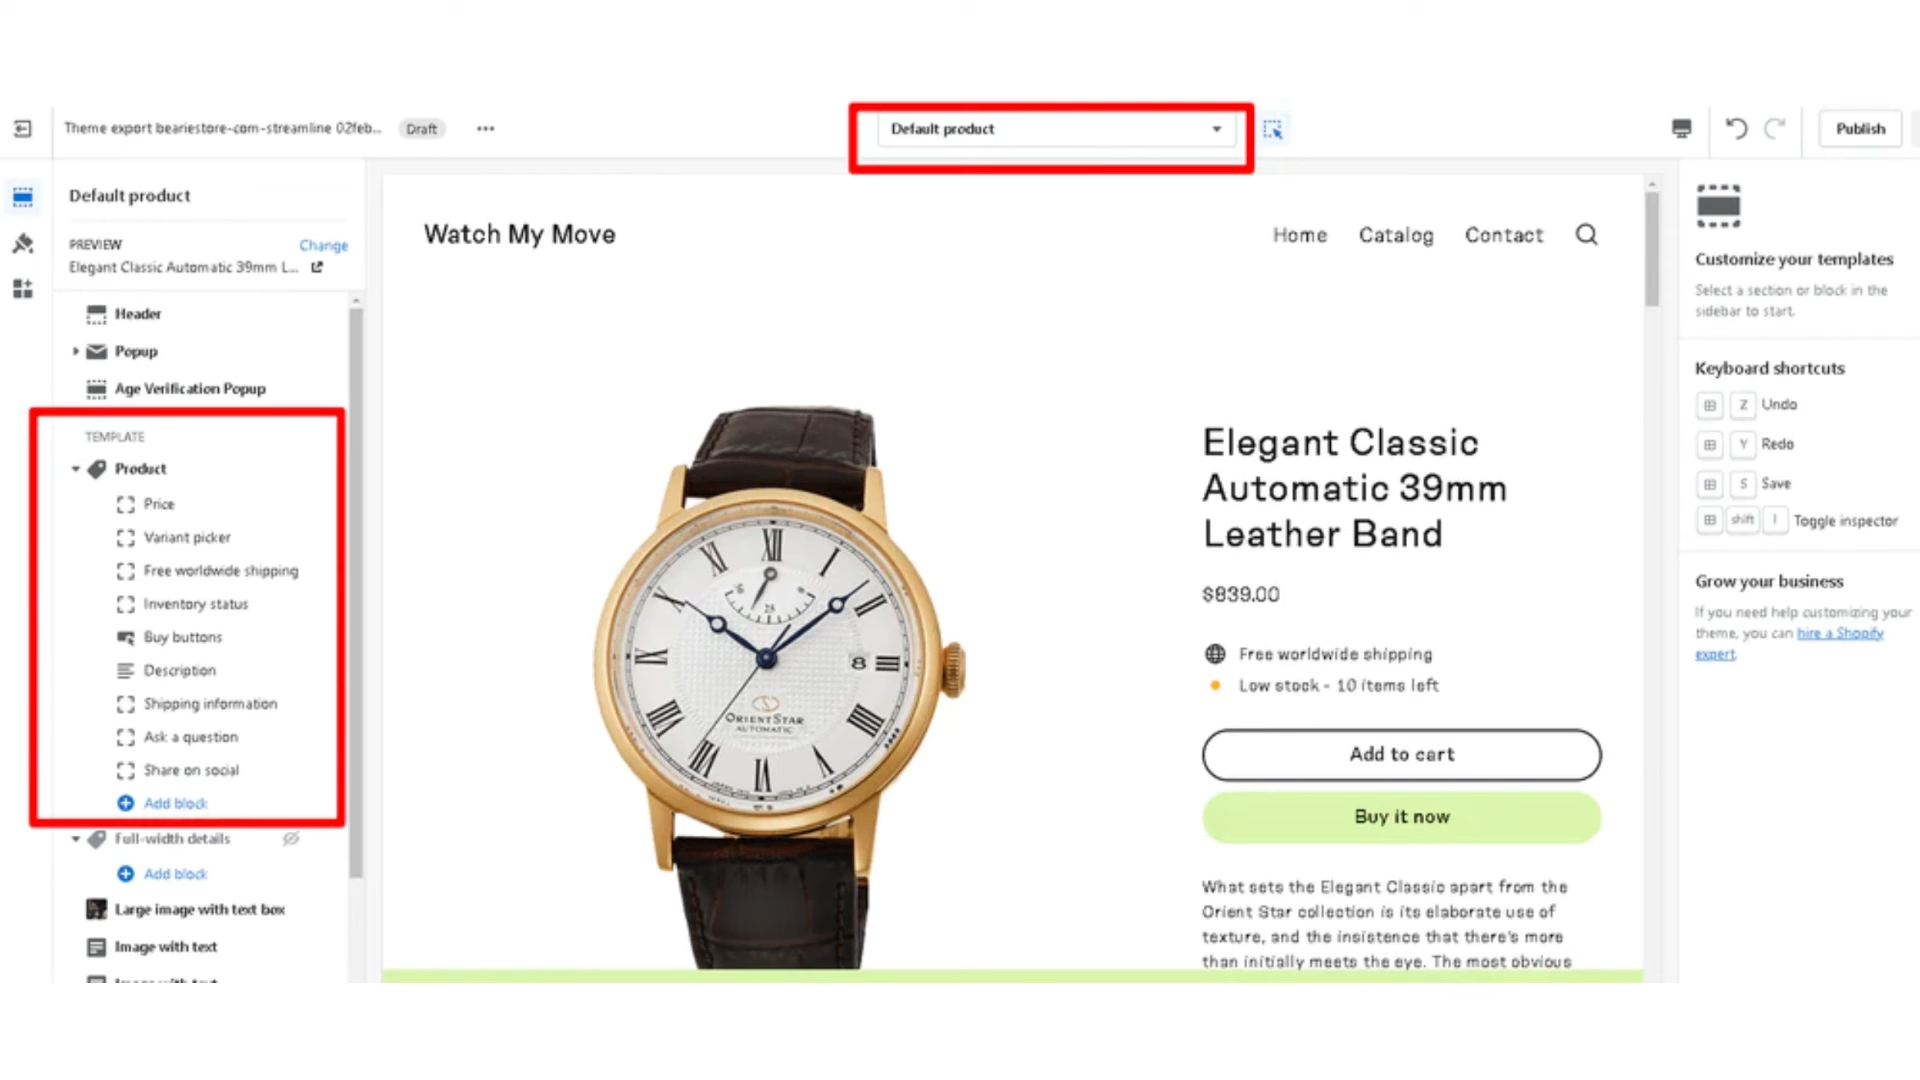 Theme export beariestore-com-streamline 02feb...
Draft
Default product
Publish
Default product
PREVIEW
Change
Elegant Classic Automatic 39mm L...
Header
Popup
Age Verification Popup
TEMPLATE
Product
Price
Variant picker
Free worldwide shipping
Inventory status
Buy buttons
Description
Shipping information
Ask a question
Share on social
Add block
Full-width details
Add block
Large image with text box
Image with text
Image with text
Watch My Move
Home
Catalog
Contact
ORIENT STAR
AUTOMATIC
25
8
Elegant Classic
Automatic 39mm
Leather Band
$839.00
Free worldwide shipping
Low stock - 10 items left
Add to cart
Buy it now
What sets the Elegant Classic apart from the
Orient Star collection is its elaborate use of
texture, and the insistence that there's more
than initially meets the eye. The most obvious
Customize your templates
Select a section or block in the
sidebar to start.
Keyboard shortcuts
Z Undo
Y Redo
S Save
shift I Toggle inspector
Grow your business
If you need help customizing your
theme, you can hire a Shopify
expert.